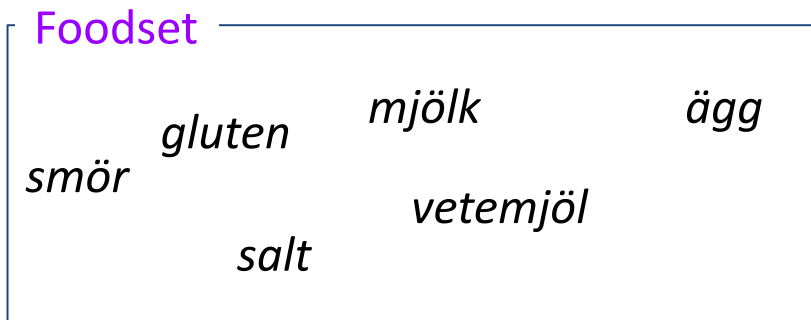 Foodset
mjölk
ägg
gluten
smör
vetemjöl
salt